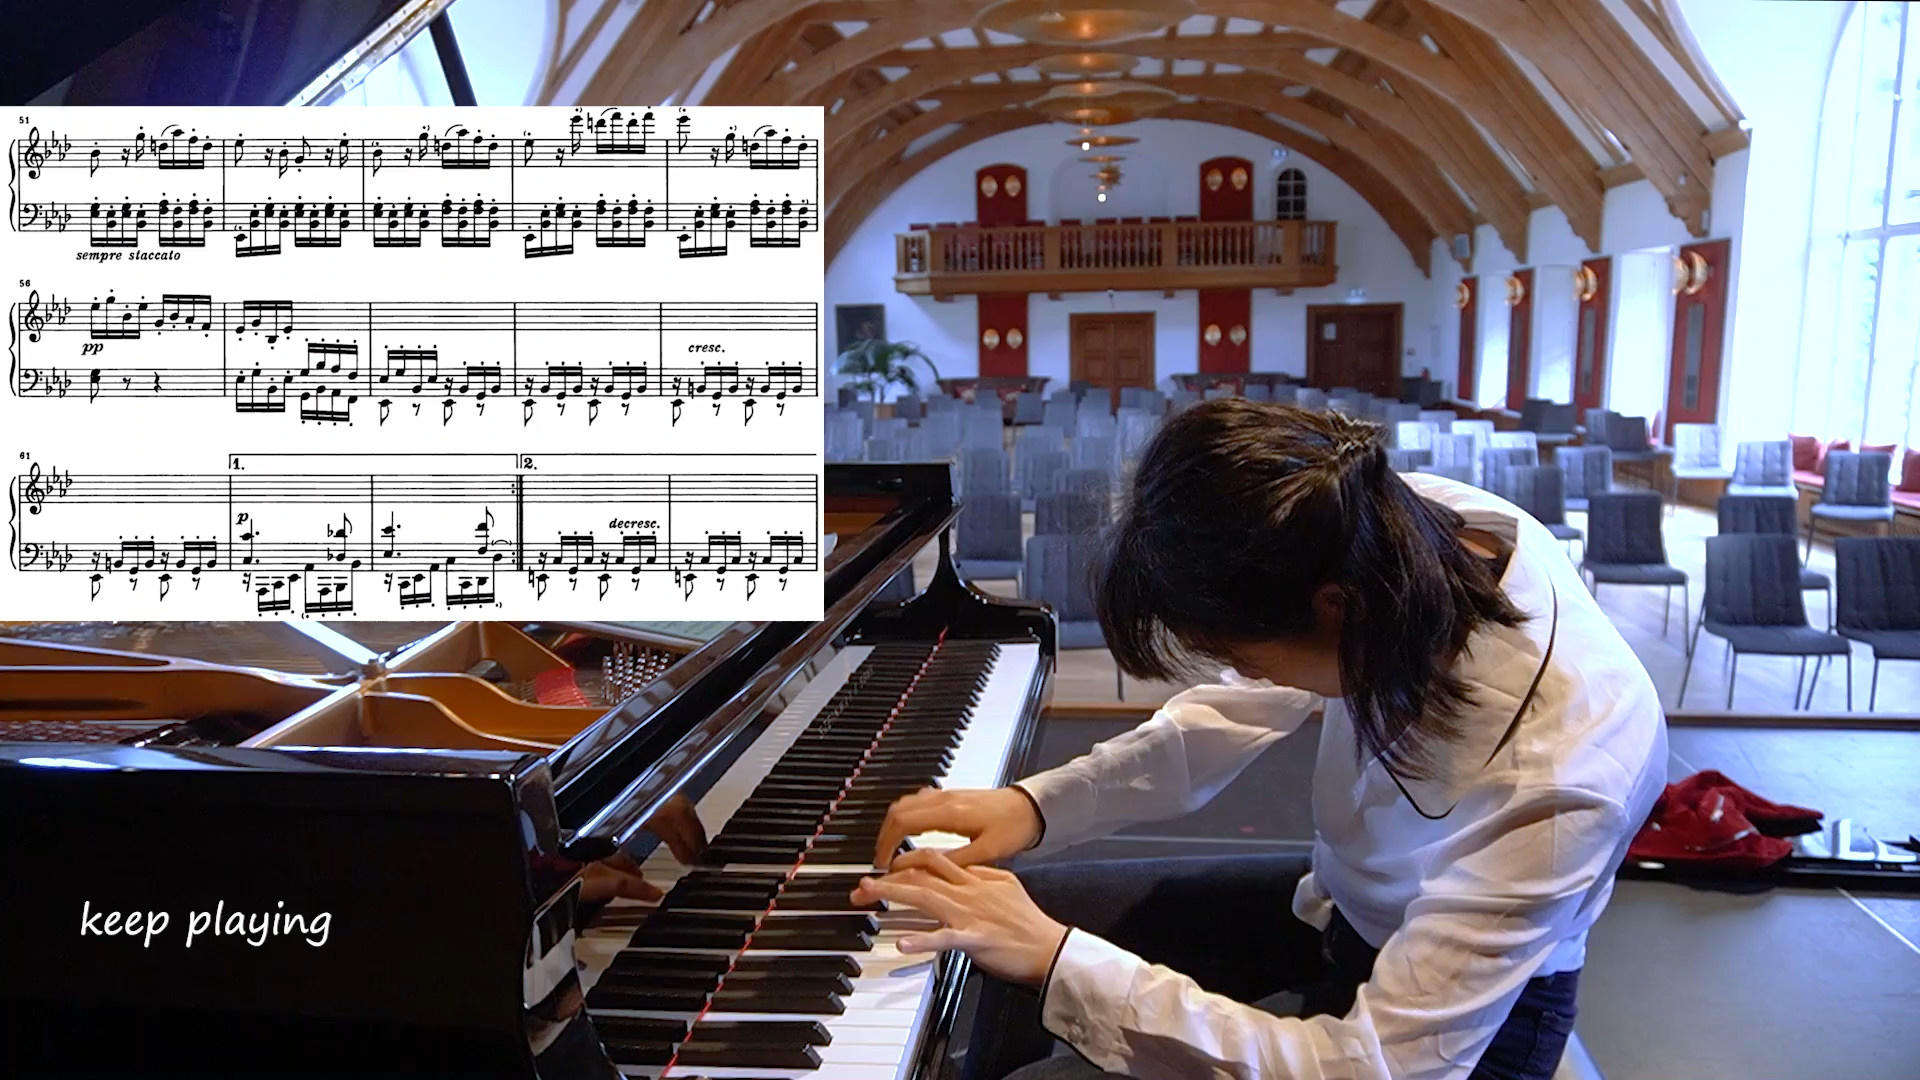 51
sempre staccato
56
pp
cresc.
61
1.
2.
p
decresc.
keep playing